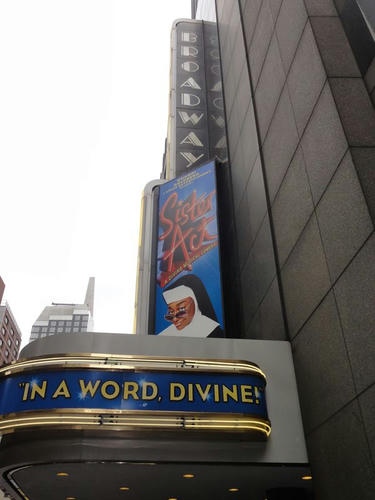 BROADWAY
Sister
Act
"IN A WORD, DIVINE!"